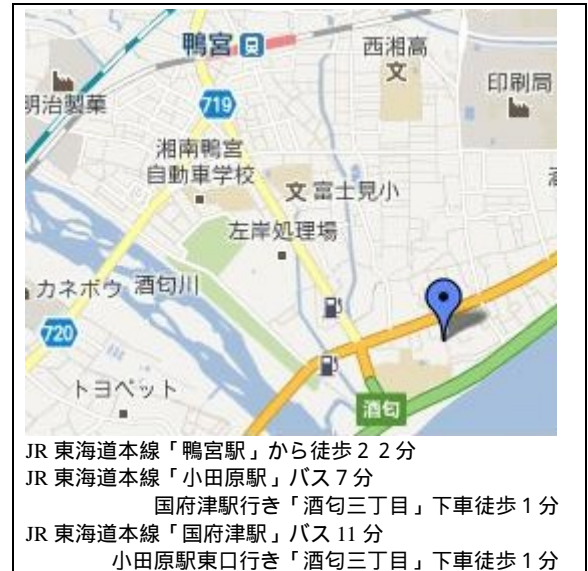 鴨宮
西湘高
文
印刷局
明治製菓
719
湘南鴨宮
自動車学校
文 富士見小
左岸処理場
カネボウ 酒匂川
720
トヨペット
酒匂
JR 東海道本線「鴨宮駅」から徒歩２２分
JR 東海道本線「小田原駅」バス７分
国府津駅行き「酒匂三丁目」下車徒歩１分
JR 東海道本線「国府津駅」バス 11 分
小田原駅東口行き「酒匂三丁目」下車徒歩１分